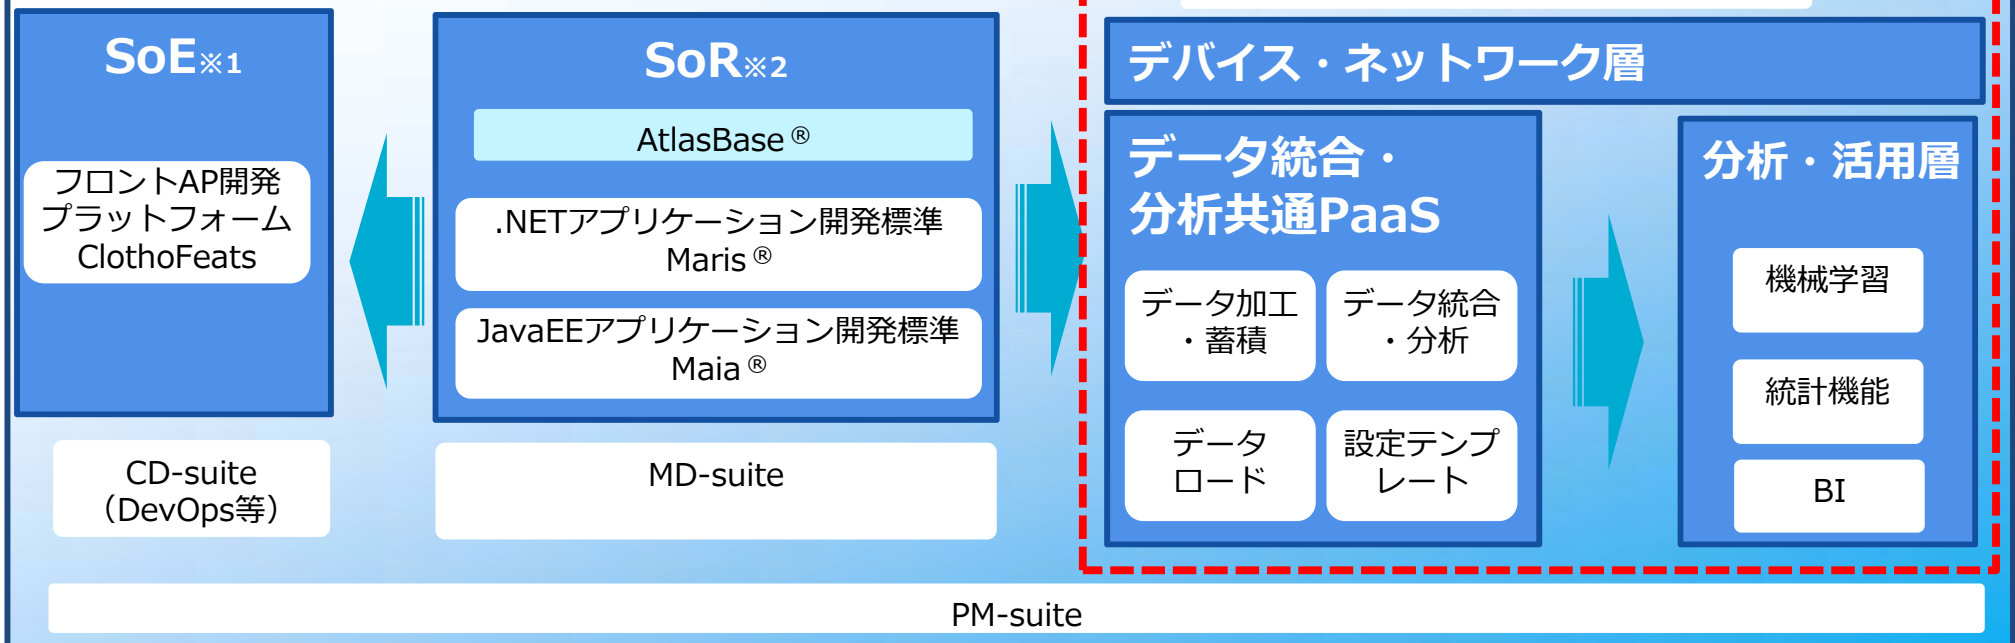 SoE※1
フロントAP開発
プラットフォーム
ClothoFeats
CD-suite
（DevOps等）
SoR※2
AtlasBase®
.NETアプリケーション開発標準
Maris®
JavaEEアプリケーション開発標準
Maia®
MD-suite
デバイス・ネットワーク層
データ統合・
分析共通PaaS
データ加工
・蓄積
データ統合
・分析
データ
ロード
設定テンプ
レート
分析・活用層
機械学習
統計機能
BI
PM-suite